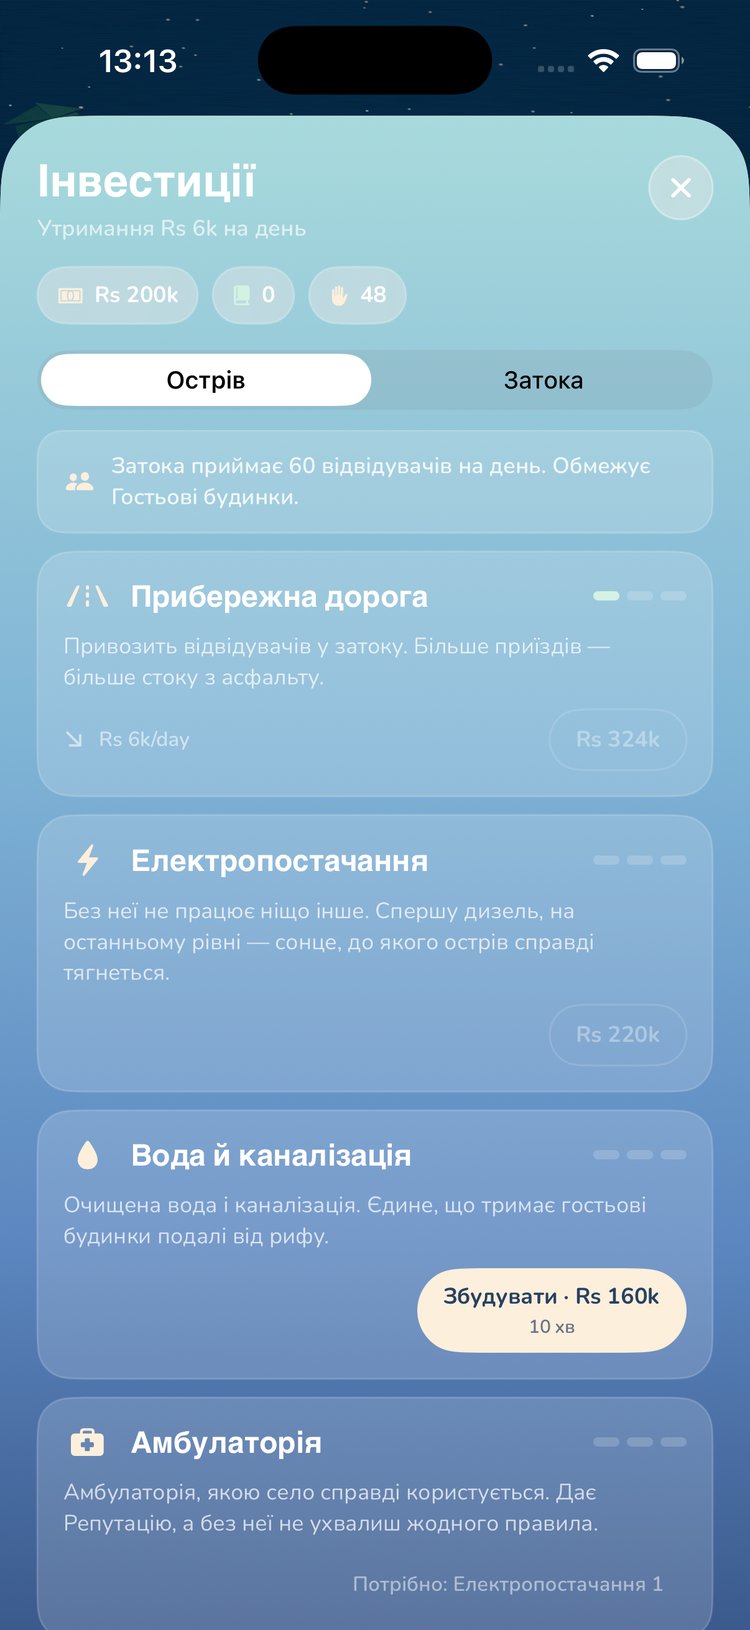 13:13
Інвестиції
Утримання Rs 6k на день
Rs 200k
0
48
Острів
Затока
Затока приймає 60 відвідувачів на день. Обмежує
Гостьові будинки.
Прибережна дорога
Привозить відвідувачів у затоку. Більше приїздів —
більше стоку з асфальту.
Rs 6k/day
Rs 324k
Електропостачання
Без неї не працює ніщо інше. Спершу дизель, на
останньому рівні — сонце, до якого острів справді
тягнеться.
Rs 220k
Вода й каналізація
Очищена вода і каналізація. Єдине, що тримає гостьові
будинки подалі від рифу.
Збудувати · Rs 160k
10 хв
Амбулаторія
Амбулаторія, якою село справді користується. Дає
Репутацію, а без неї не ухвалиш жодного правила.
Потрібно: Електропостачання 1